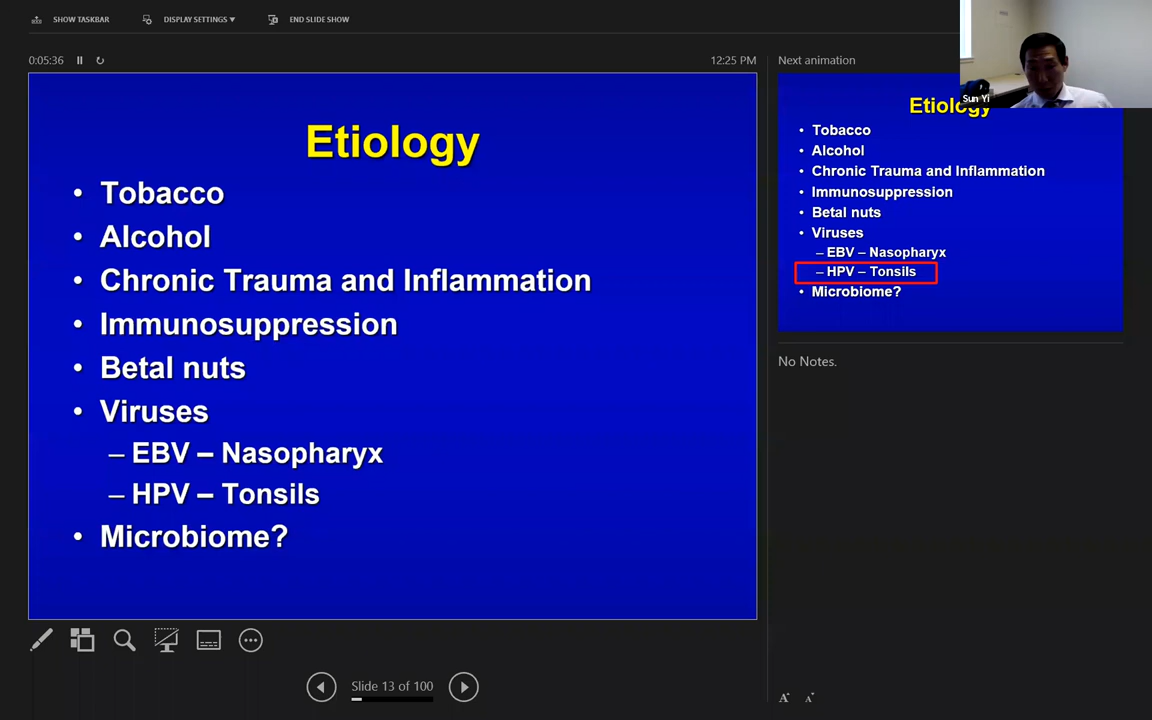 SHOW TASKBAR
DISPLAY SETTINGS ▼
END SLIDE SHOW
0:05:36
12:25 PM
Etiology
• Tobacco
• Alcohol
• Chronic Trauma and Inflammation
• Immunosuppression
• Betal nuts
• Viruses
– EBV – Nasopharyx
– HPV – Tonsils
• Microbiome?
Slide 13 of 100
Next animation
Sun Yi
Etiology
• Tobacco
• Alcohol
• Chronic Trauma and Inflammation
• Immunosuppression
• Betal nuts
• Viruses
– EBV – Nasopharyx
– HPV – Tonsils
• Microbiome?
No Notes.
A A